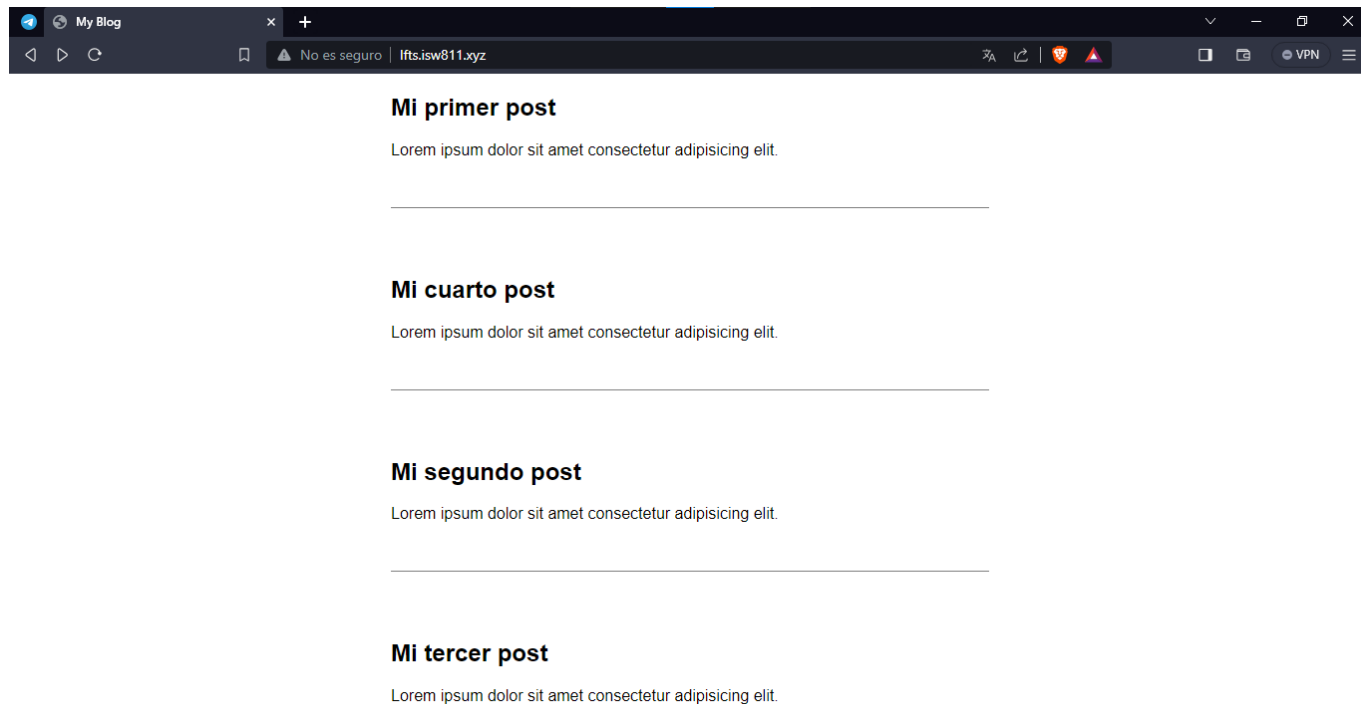 My Blog
No es seguro lfts.isw811.xyz
VPN
Mi primer post
Lorem ipsum dolor sit amet consectetur adipisicing elit.
Mi cuarto post
Lorem ipsum dolor sit amet consectetur adipisicing elit.
Mi segundo post
Lorem ipsum dolor sit amet consectetur adipisicing elit.
Mi tercer post
Lorem ipsum dolor sit amet consectetur adipisicing elit.